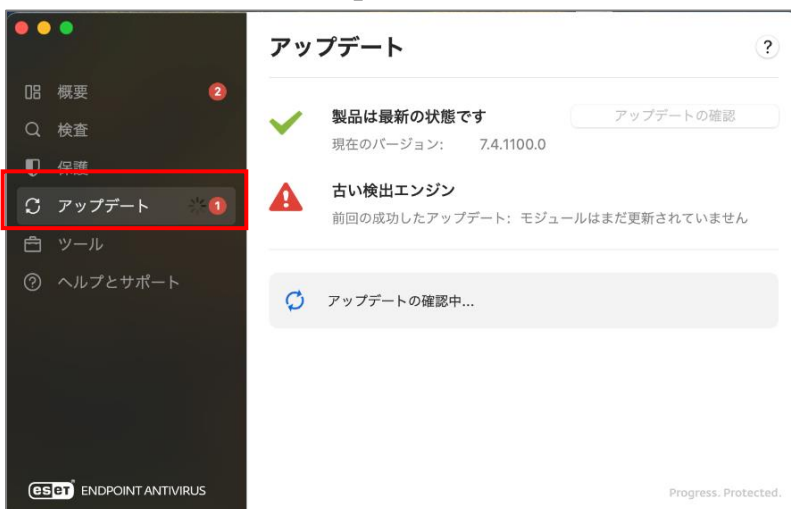 アップデート
?
概要
2
検査
保護
アップデート
1
ツール
ヘルプとサポート
製品は最新の状態です
アップデートの確認
現在のバージョン: 7.4.1100.0
古い検出エンジン
前回の成功したアップデート: モジュールはまだ更新されていません
アップデートの確認中...
eset ENDPOINT ANTIVIRUS
Progress. Protected.